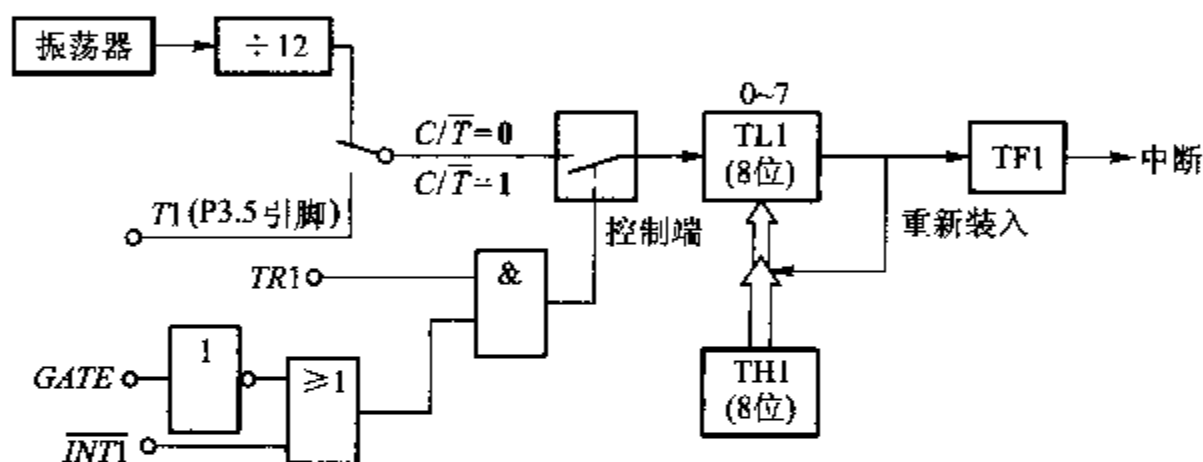 振荡器
÷12
0~7
C/T̅=0
C/T̅=1
TL1
(8位)
TF1
中断
T1(P3.5引脚)
控制端
重新装入
TR1
&
GATE
1
≥1
I̅N̅T̅1̅
TH1
(8位)